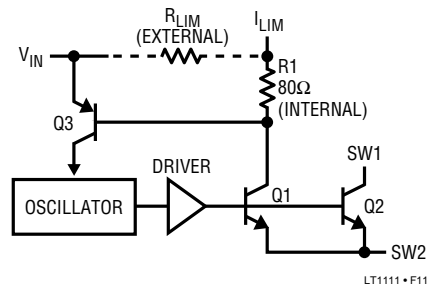 R_LIM
(EXTERNAL)
I_LIM
V_IN
R1
80Ω
(INTERNAL)
Q3
DRIVER
SW1
OSCILLATOR
Q1
Q2
SW2
LT1111 • F11